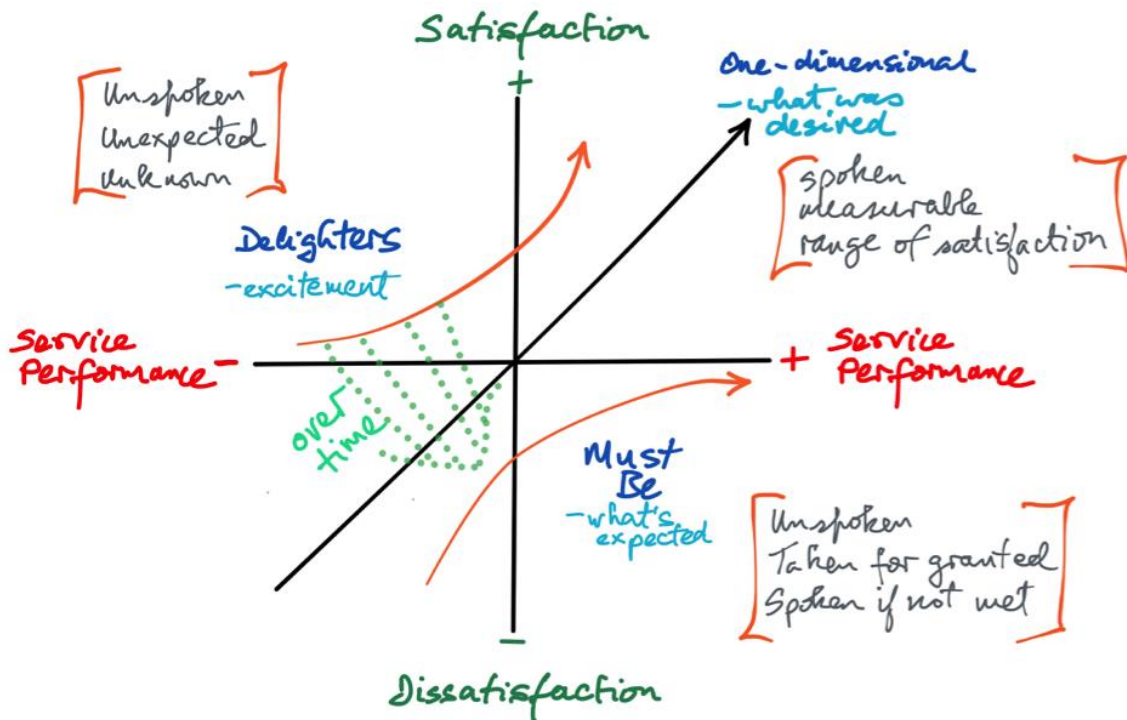 Satisfaction
+
Unspoken
Unexpected
Unknown
One-dimensional
-what was
desired
spoken
measurable
range of satisfaction
Delighters
-excitement
Service
Performance
-
+
Service
Performance
over
time
Must
Be
-what's
expected
Unspoken
Taken for granted
Spoken if not met
-
Dissatisfaction